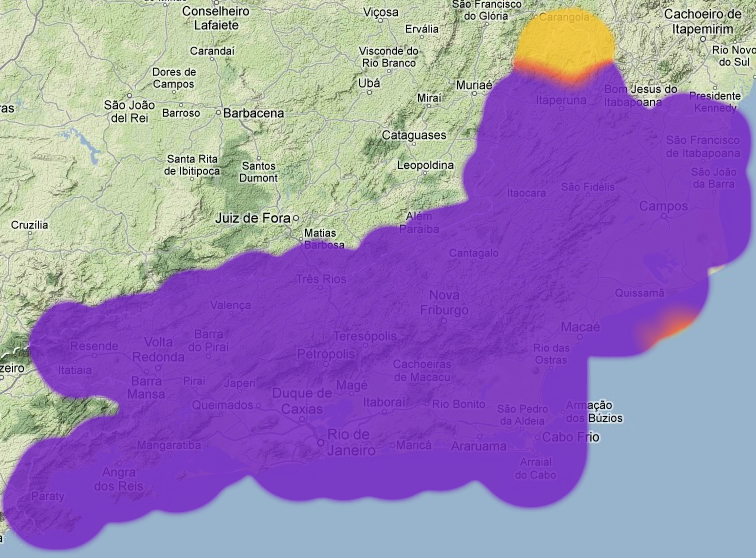 São Francisco
do Glória
Carangola
Conselheiro
Lafaiete
Viçosa
Cachoeiro de
Itapemirim
Ervália
Carandaí
Visconde do
Rio Branco
Rio Novo
do Sul
Dores de
Campos
Ubá
Muriaé
Bom Jesus do
Itabapoana
Presidente
Kennedy
Miraí
Itaperuna
ras
São João
del Rei
Barroso
Barbacena
Cataguases
São Francisco
de Itabapoana
Santa Rita
de Ibitipoca
Santos
Dumont
Leopoldina
São João
da Barra
Itaocara
São Fidélis
Campos
Cruzília
Juiz de Fora
Além
Paraíba
Matias
Barbosa
Cantagalo
Três Rios
Quissamã
Valença
Nova
Friburgo
Macaé
Resende
Volta
Redonda
Barra
do Piraí
Teresópolis
Petrópolis
Rio das
Ostras
zeiro
Itatiaia
Cachoeiras
de Macacu
Barra
Mansa
Piraí
Japeri
Magé
Duque de
Caxias
Queimados
Itaboraí
Rio Bonito
São Pedro
da Aldeia
Armação
dos Búzios
Mangaratiba
Rio de
Janeiro
Maricá
Araruama
Cabo Frio
Angra
dos Reis
Arraial
do Cabo
Paraty
a